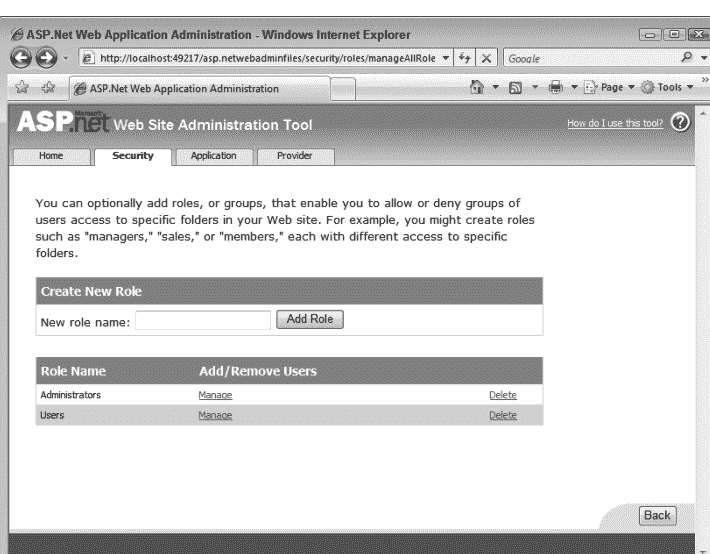 ASP.Net Web Application Administration - Windows Internet Explorer
http://localhost:49217/asp.netwebadminfiles/security/roles/manageAllRole
Google
ASP.Net Web Application Administration
Page
Tools
»
Microsoft
ASP.net Web Site Administration Tool
How do I use this tool? ?
Home Security Application Provider
You can optionally add roles, or groups, that enable you to allow or deny groups of
users access to specific folders in your Web site. For example, you might create roles
such as "managers," "sales," or "members," each with different access to specific
folders.
Create New Role
New role name: Add Role
Role Name Add/Remove Users
Administrators Manage Delete
Users Manage Delete
Back